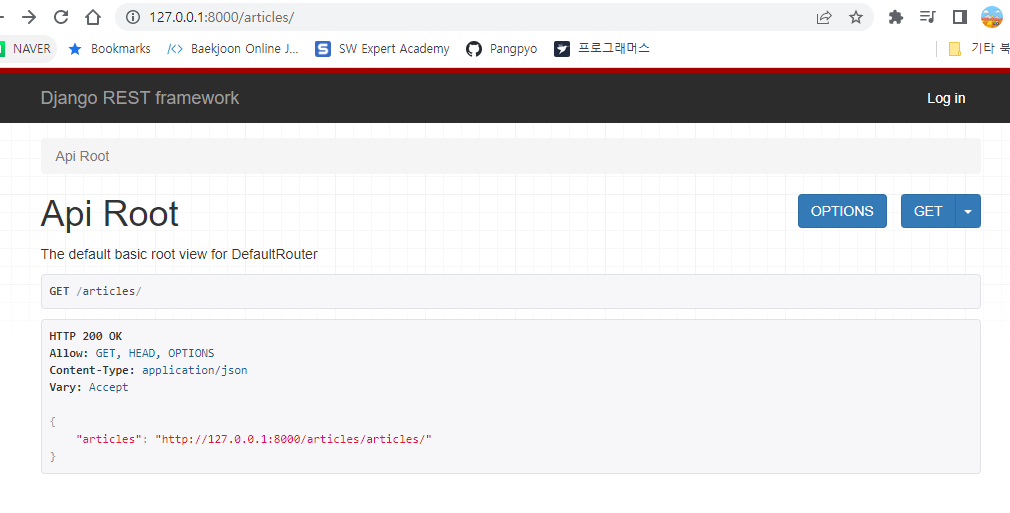 127.0.0.1:8000/articles/
NAVER Bookmarks Baekjoon Online J... SW Expert Academy Pangpyo 프로그래머스 기타 북
Django REST framework Log in
Api Root
Api Root OPTIONS GET
The default basic root view for DefaultRouter
GET /articles/
HTTP 200 OK
Allow: GET, HEAD, OPTIONS
Content-Type: application/json
Vary: Accept
{
"articles": "http://127.0.0.1:8000/articles/articles/"
}